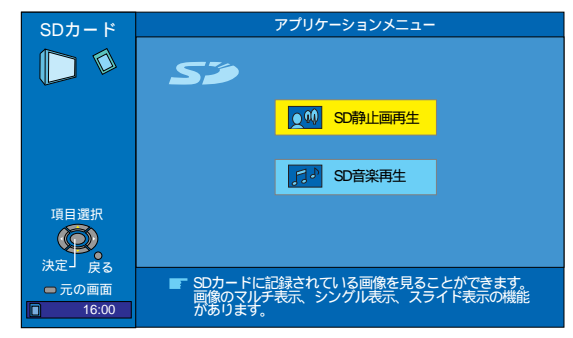 SDカード
アプリケーションメニュー
SD
SD静止画再生
SD音楽再生
項目選択
決定
戻る
元の画面
16:00
SDカードに記録されている画像を見ることができます。
画像のマルチ表示、シングル表示、スライド表示の機能
があります。